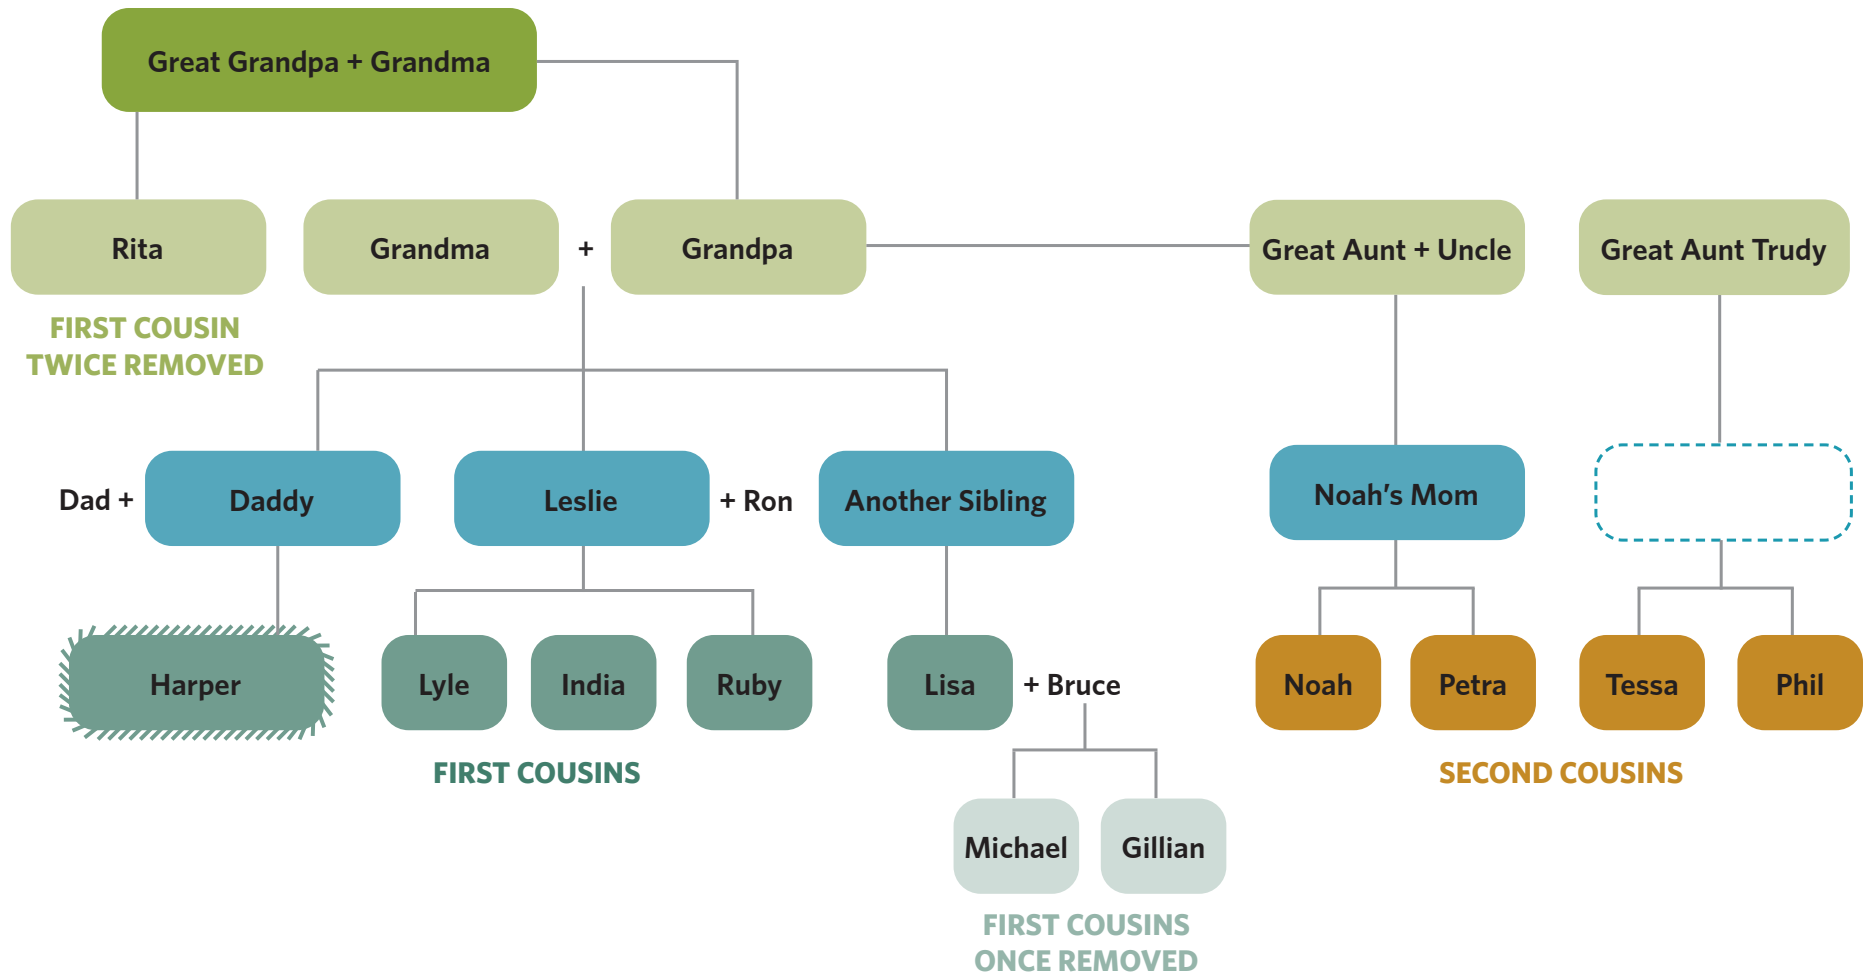 Great Grandpa + Grandma
Rita
Grandma
+
Grandpa
Great Aunt + Uncle
Great Aunt Trudy
FIRST COUSIN
TWICE REMOVED
Dad +
Daddy
Leslie
+ Ron
Another Sibling
Noah’s Mom
Harper
Lyle
India
Ruby
Lisa
+ Bruce
Noah
Petra
Tessa
Phil
FIRST COUSINS
SECOND COUSINS
Michael
Gillian
FIRST COUSINS
ONCE REMOVED